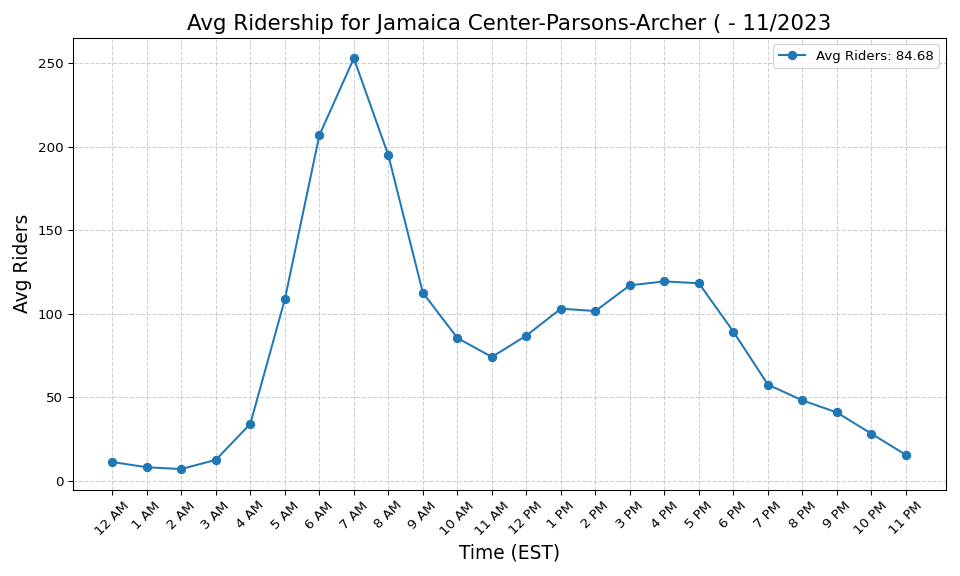 Avg Ridership for Jamaica Center-Parsons-Archer ( - 11/2023
Avg Riders: 84.68
Avg Riders
250
200
150
100
50
0
12 AM
1 AM
2 AM
3 AM
4 AM
5 AM
6 AM
7 AM
8 AM
9 AM
10 AM
11 AM
12 PM
1 PM
2 PM
3 PM
4 PM
5 PM
6 PM
7 PM
8 PM
9 PM
10 PM
11 PM
Time (EST)